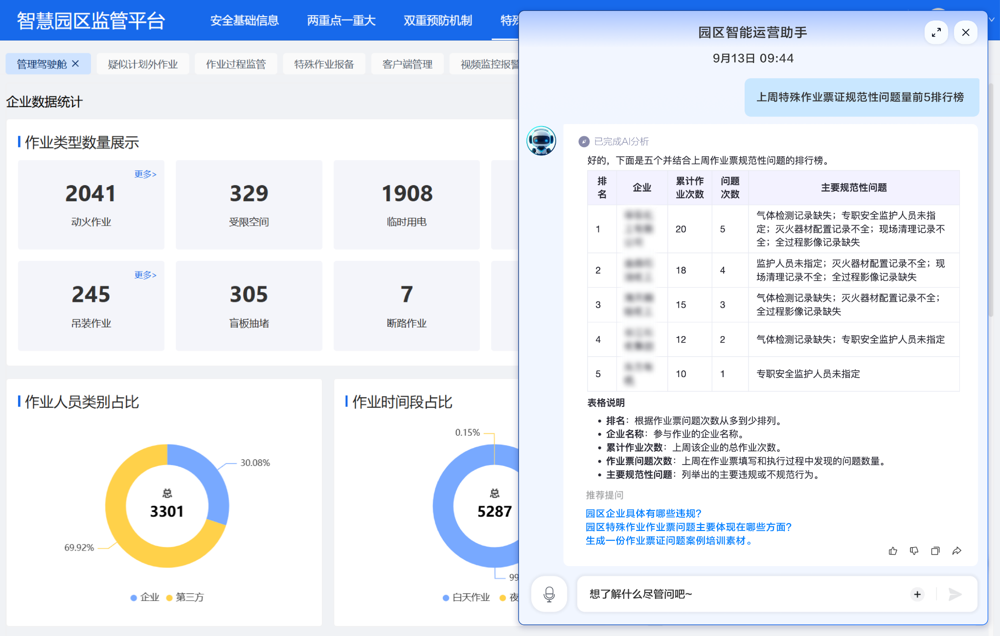 智慧园区监管平台
安全基础信息 两重点一重大 双重预防机制 特殊
管理驾驶舱 疑似计划外作业 作业过程监管 特殊作业报备 客户端管理 视频监控报警
企业数据统计
作业类型数量展示
更多>
2041
动火作业
329
受限空间
1908
临时用电
更多>
245
吊装作业
305
盲板抽堵
7
断路作业
作业人员类别占比
30.08%
总
3301
69.92%
企业 第三方
作业时间段占比
0.15%
总
5287
99
白天作业 夜
园区智能运营助手
9月13日 09:44
上周特殊作业票证规范性问题量前5排行榜
已完成AI分析
好的，下面是五个并结合上周作业票规范性问题的排行榜。
排名 企业 累计作业次数 问题次数 主要规范性问题
1 20 5 气体检测记录缺失；专职安全监护人员未指
定；灭火器材配置记录不全；现场清理记录不
全；全过程影像记录缺失
2 18 4 监护人员未指定；灭火器材配置记录不全；现
场清理记录不全；全过程影像记录缺失
3 15 3 气体检测记录缺失；灭火器材配置记录不全；
全过程影像记录缺失
4 12 2 气体检测记录缺失；专职安全监护人员未指定
5 10 1 专职安全监护人员未指定
表格说明
• 排名：根据作业票问题次数从多到少排列。
• 企业名称：参与作业的企业名称。
• 累计作业次数：上周该企业的总作业次数。
• 作业票问题次数：上周在作业票填写和执行过程中发现的问题数量。
• 主要规范性问题：列举出的主要违规或不规范行为。
推荐提问
园区企业具体有哪些违规?
园区特殊作业作业票问题主要体现在哪些方面?
生成一份作业票证问题案例培训素材。
想了解什么尽管问吧~